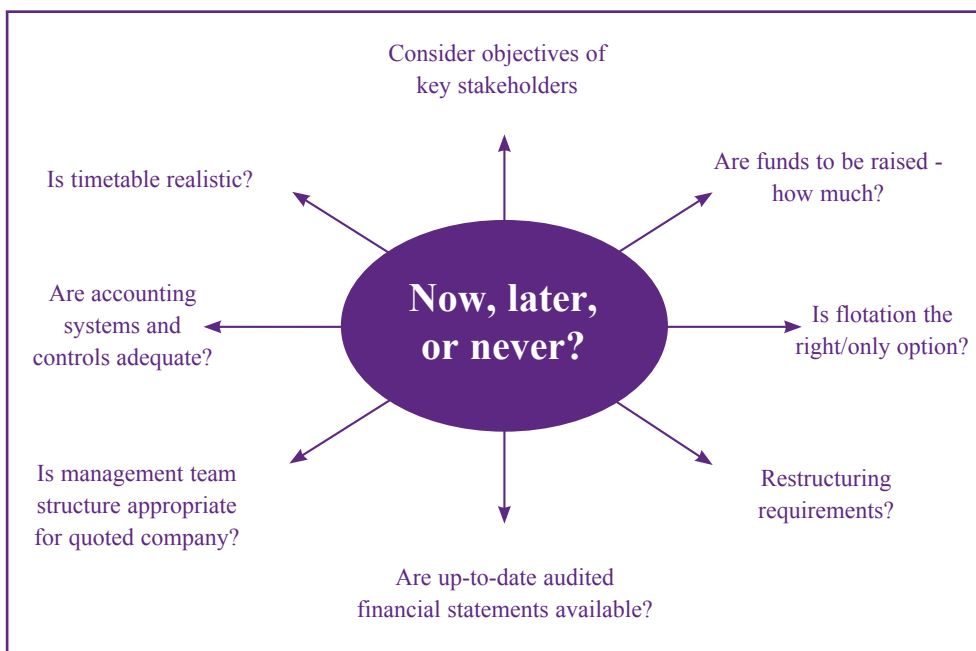 Consider objectives of
key stakeholders
Are funds to be raised -
how much?
Is flotation the
right/only option?
Restructuring
requirements?
Are up-to-date audited
financial statements available?
Is management team
structure appropriate
for quoted company?
Are accounting
systems and
controls adequate?
Is timetable realistic?
Now, later,
or never?